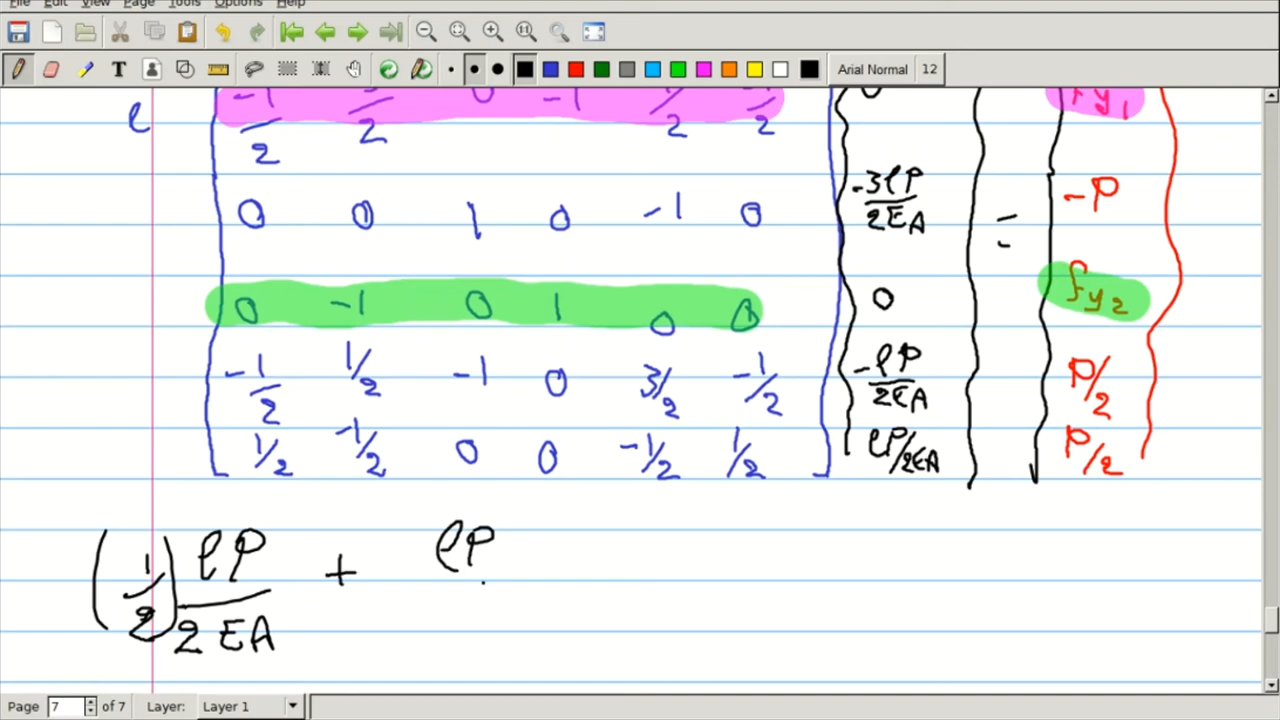 File Edit View Journal Tools Options Help
Arial Normal 12
-1/2 /2 0 -1 1/2 -1/2 0 fy1
l
0 0 1 0 -1 0 -3lP/2EA = -P
0 -1 0 1 0 0 0 fy2
-1/2 1/2 -1 0 3/2 -1/2 -lP/2EA P/2
1/2 -1/2 0 0 -1/2 1/2 lP/2EA P/2
(1/2) lP/2EA + lP
Page 7 of 7 Layer: Layer 1